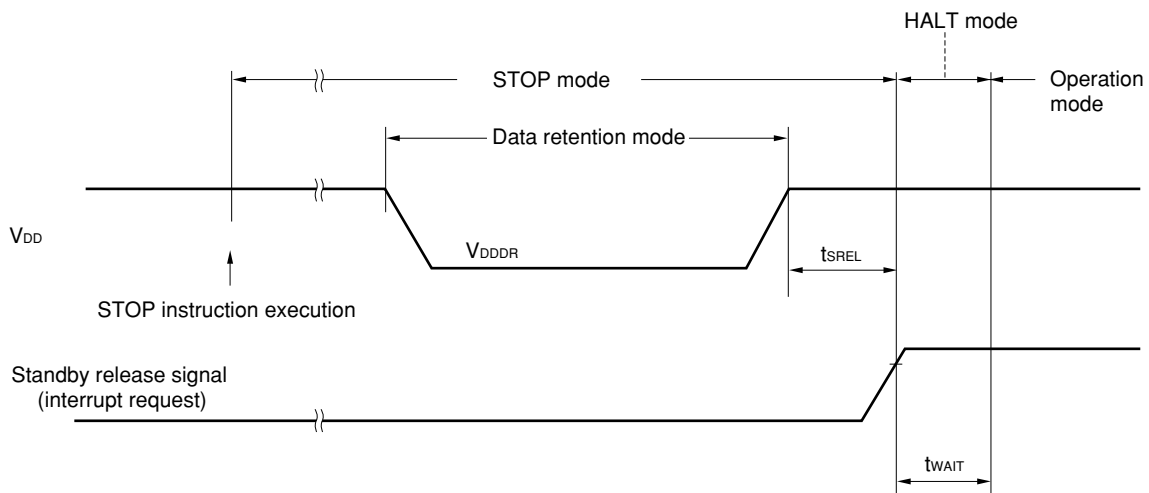 HALT mode
STOP mode
Operation
mode
Data retention mode
VDD
VDDDR
tSREL
STOP instruction execution
Standby release signal
(interrupt request)
tWAIT